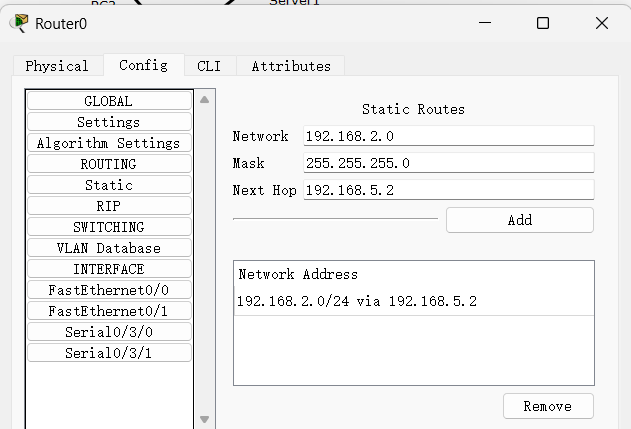 Server1
Router0
Physical Config CLI Attributes
GLOBAL
Settings
Algorithm Settings
ROUTING
Static
RIP
SWITCHING
VLAN Database
INTERFACE
FastEthernet0/0
FastEthernet0/1
Serial0/3/0
Serial0/3/1
Static Routes
Network 192.168.2.0
Mask 255.255.255.0
Next Hop 192.168.5.2
Add
Network Address
192.168.2.0/24 via 192.168.5.2
Remove